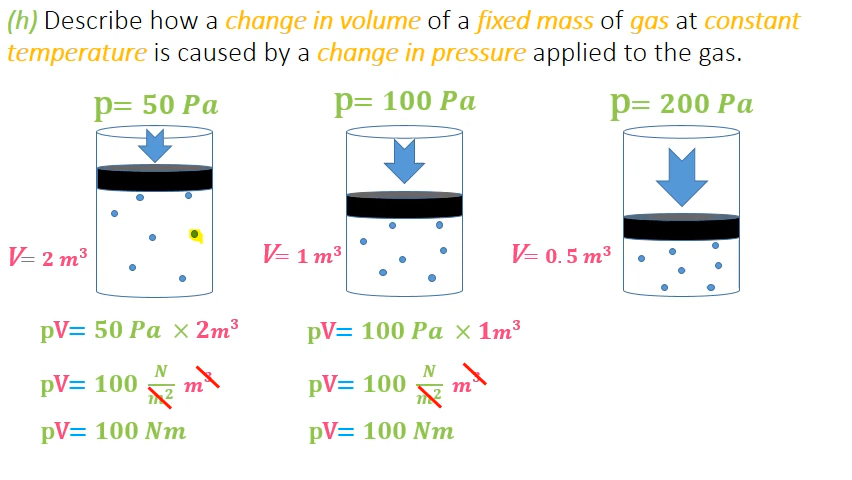 (h) Describe how a change in volume of a fixed mass of gas at constant
temperature is caused by a change in pressure applied to the gas.
p= 50 Pa
p= 100 Pa
p= 200 Pa
V= 2 m³
V= 1 m³
V= 0.5 m³
pV= 50 Pa × 2m³
pV= 100 Pa × 1m³
pV= 100 N/m² m³
pV= 100 N/m² m³
pV= 100 Nm
pV= 100 Nm